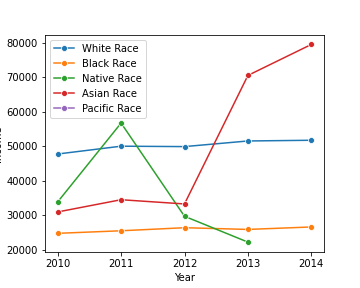 80000
70000
60000
50000
40000
30000
20000
White Race
Black Race
Native Race
Asian Race
Pacific Race
2010 2011 2012 2013 2014
Year